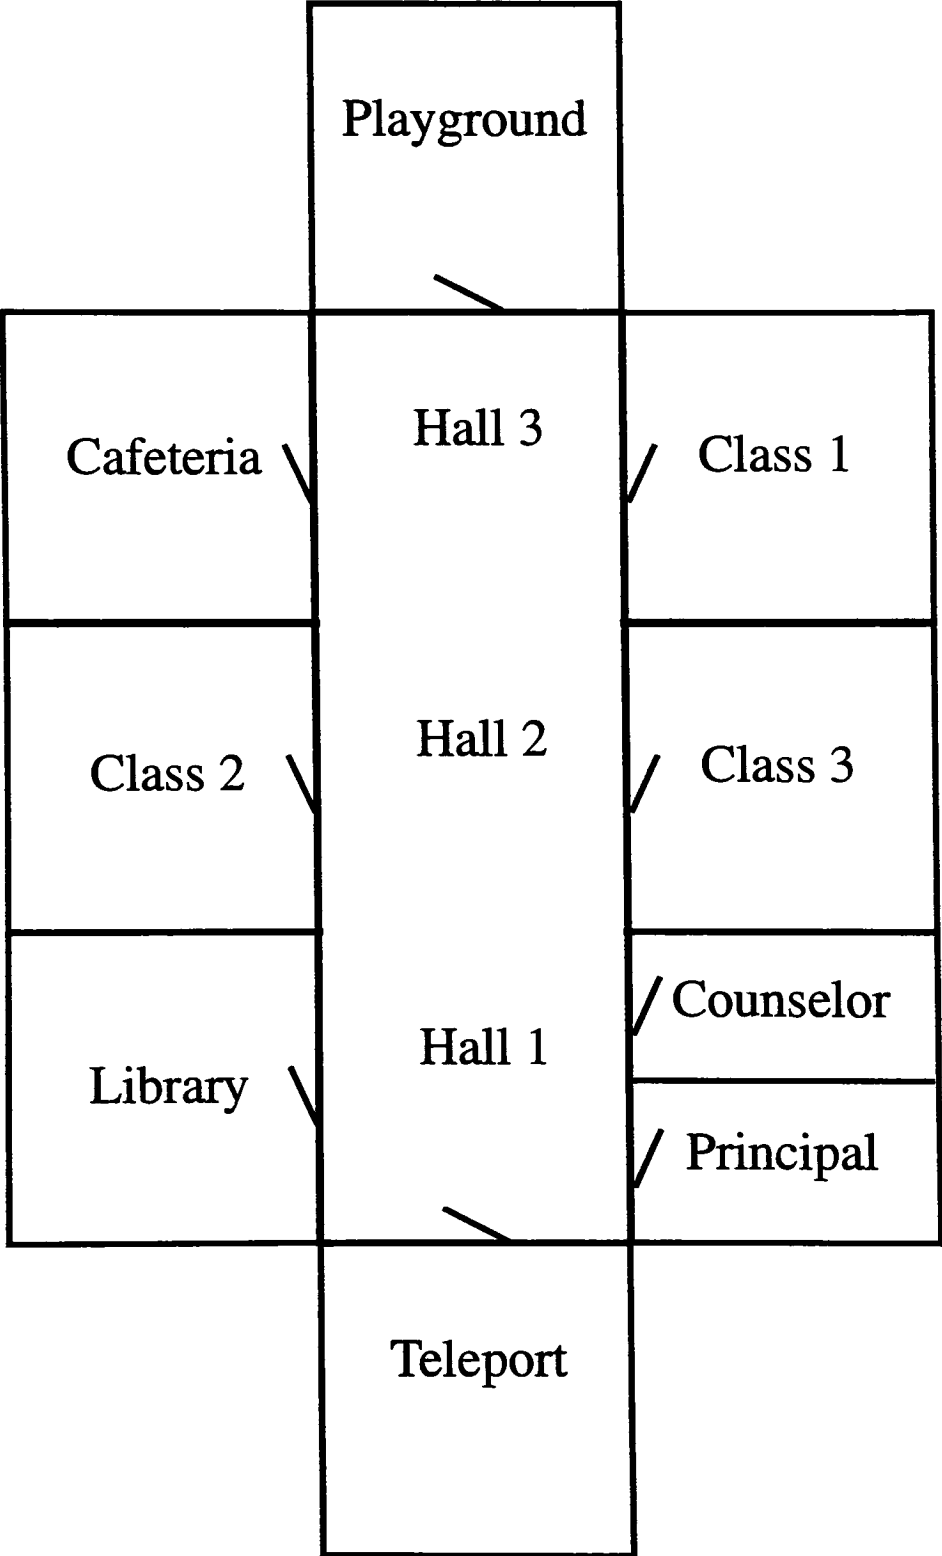 Playground
Hall 3
Cafeteria
Class 1
Hall 2
Class 2
Class 3
Counselor
Hall 1
Library
Principal
Teleport